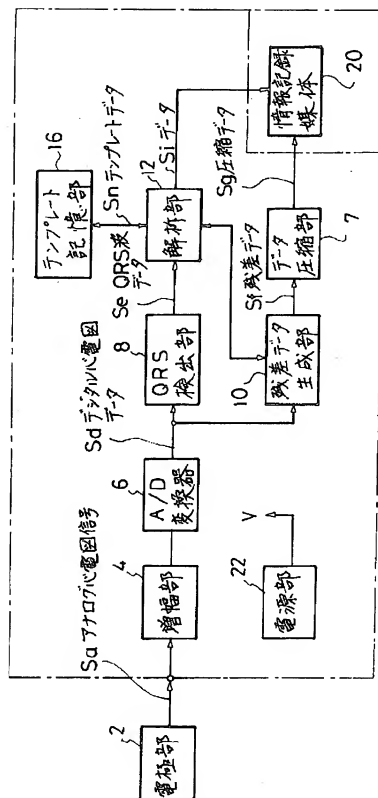 2
電極部
Sa アナログ心電図信号
4
増幅部
6
A/D
変換器
Sd デジタル心電図
データ
8
QRS
検出部
Se QRS波
データ
12
解析部
Sn テンプレートデータ
16
テンプレート
記憶部
Si データ
10
残差データ
生成部
Sf 残差データ
7
データ
圧縮部
Sg 圧縮データ
20
情報記録
媒体
22
電源部
V